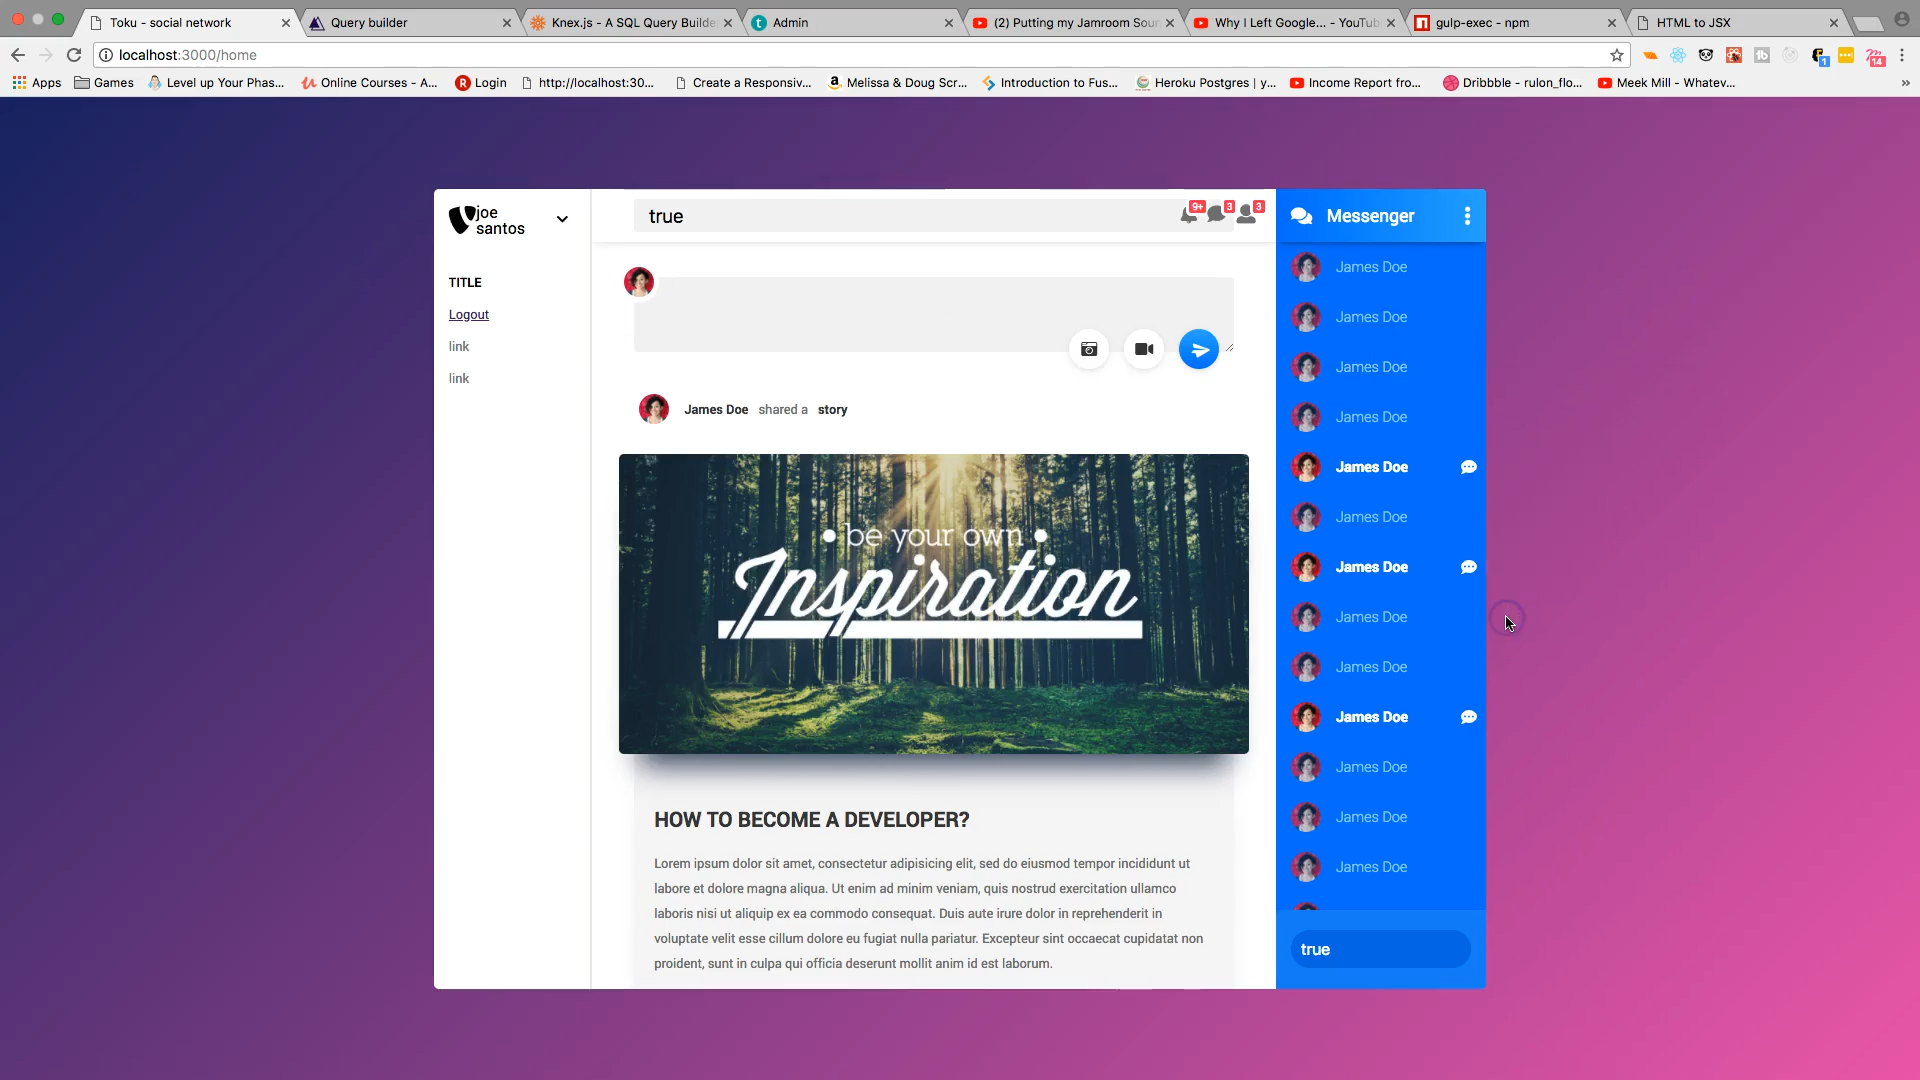 Toku - social network
Query builder
Knex.js - A SQL Query Builde
Admin
(2) Putting my Jamroom Soun
Why I Left Google... - YouTub
gulp-exec - npm
HTML to JSX
localhost:3000/home
1
14
Apps
Games
Level up Your Phas...
Online Courses - A...
Login
http://localhost:30...
Create a Responsiv...
Melissa & Doug Scr...
Introduction to Fus...
Heroku Postgres | y...
Income Report fro...
Dribbble - rulon_flo...
Meek Mill - Whatev...
»
joe
santos
true
9+
3
3
Messenger
TITLE
Logout
link
link
James Doe shared a story
be your own
Inspiration
HOW TO BECOME A DEVELOPER?
Lorem ipsum dolor sit amet, consectetur adipisicing elit, sed do eiusmod tempor incididunt ut
labore et dolore magna aliqua. Ut enim ad minim veniam, quis nostrud exercitation ullamco
laboris nisi ut aliquip ex ea commodo consequat. Duis aute irure dolor in reprehenderit in
voluptate velit esse cillum dolore eu fugiat nulla pariatur. Excepteur sint occaecat cupidatat non
proident, sunt in culpa qui officia deserunt mollit anim id est laborum.
James Doe
James Doe
James Doe
James Doe
James Doe
James Doe
James Doe
James Doe
James Doe
James Doe
James Doe
James Doe
James Doe
true